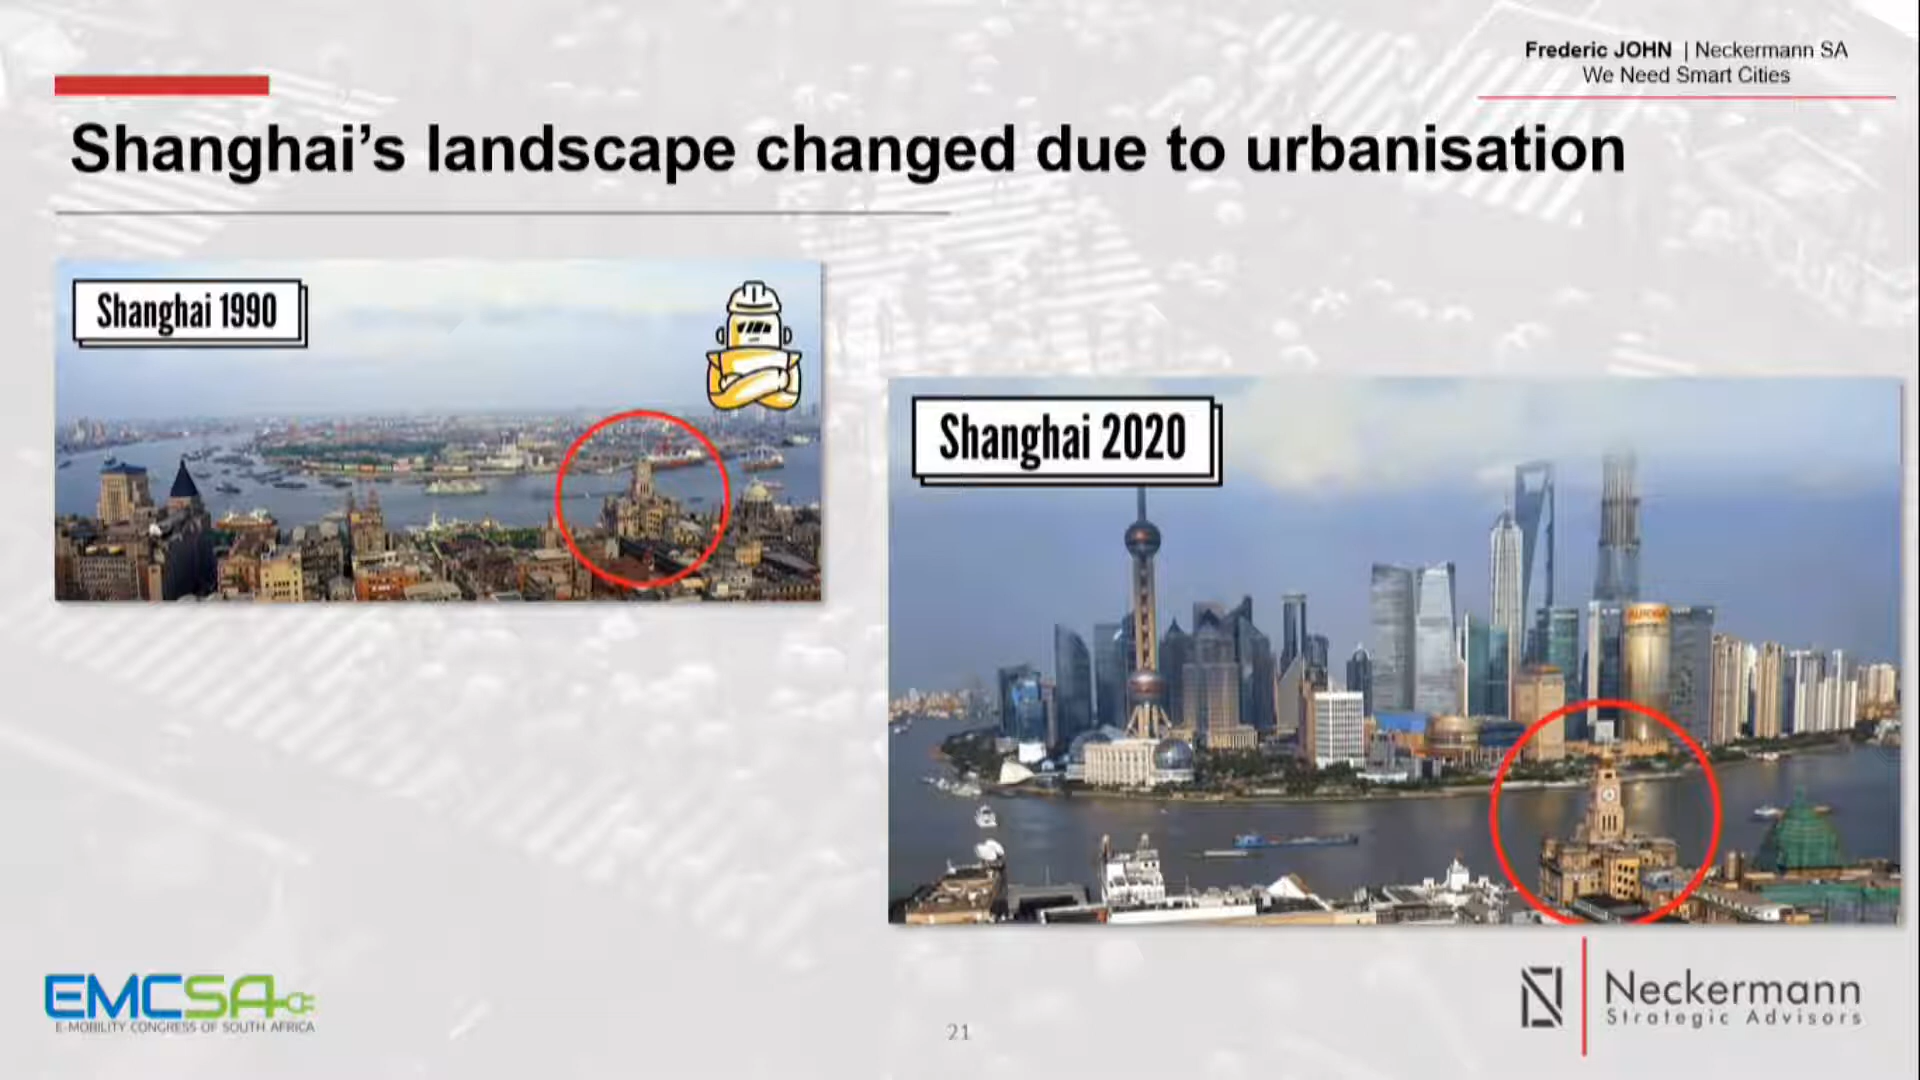 Frederic JOHN | Neckermann SA
We Need Smart Cities
Shanghai’s landscape changed due to urbanisation
Shanghai 1990
Shanghai 2020
AURORA
EMCSA
E-MOBILITY CONGRESS OF SOUTH AFRICA
21
Neckermann
Strategic Advisors